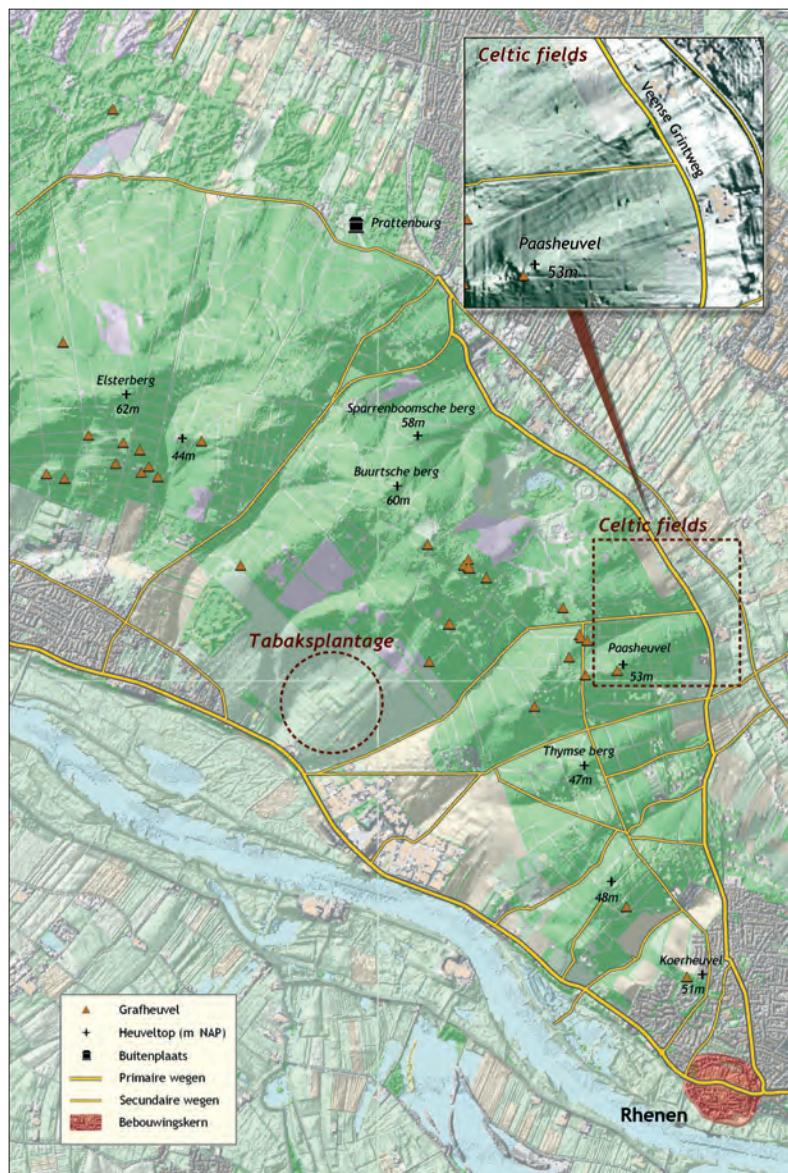 Celtic fields
Veense Grintweg
Paasheuvel
53m
Prattenburg
Elsterberg
62m
44m
Sparrenboomsche berg
58m
Buurtsche berg
60m
Celtic fields
Tabaksplantage
Paasheuvel
53m
Thymse berg
47m
48m
Koerheuvel
51m
Grafheuvel
Heuveltop (m NAP)
Buitenplaats
Primaire wegen
Secundaire wegen
Bebouwingskern
Rhenen